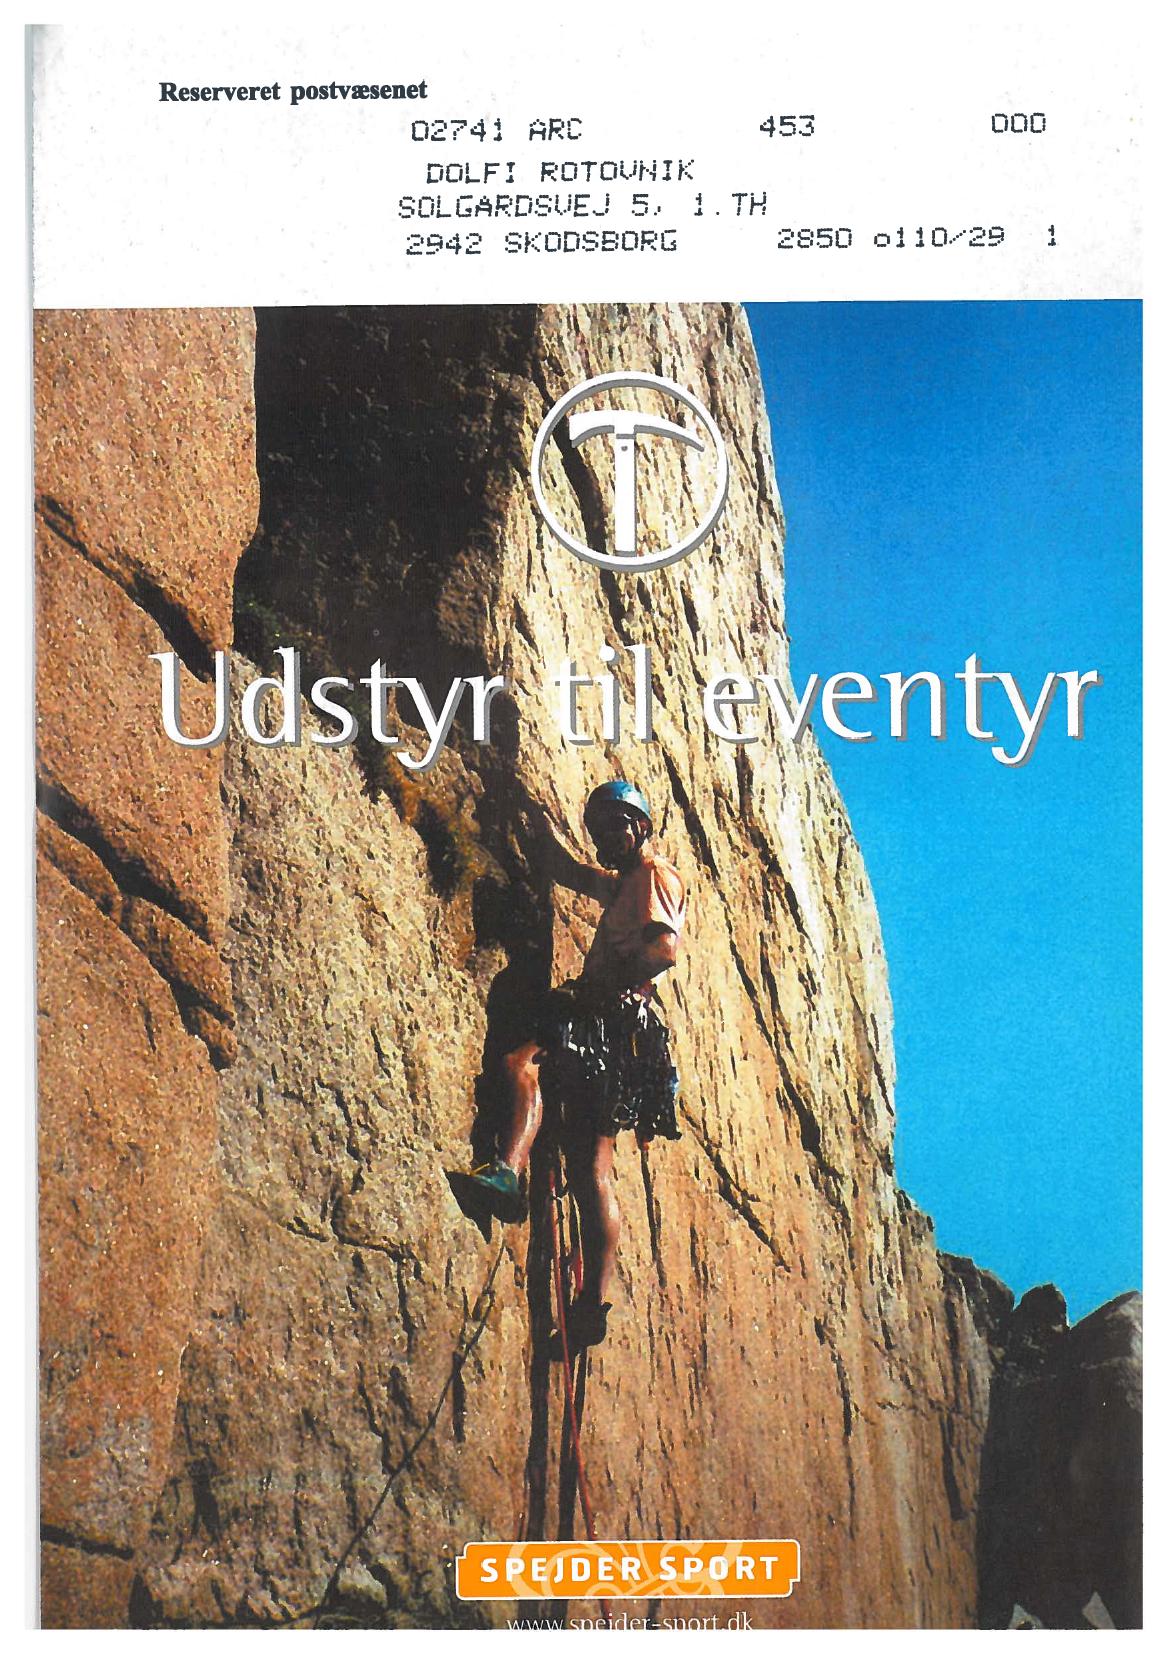 Reserveret postvæsenet
02741 ARC 453 000
DOLFI ROTOVNIK
SOLGARDSVEJ 5, 1.TH
2942 SKODSBORG 2850 o110/29 1
Udstyr til eventyr
SPEJDER SPORT
www.spejder-sport.dk